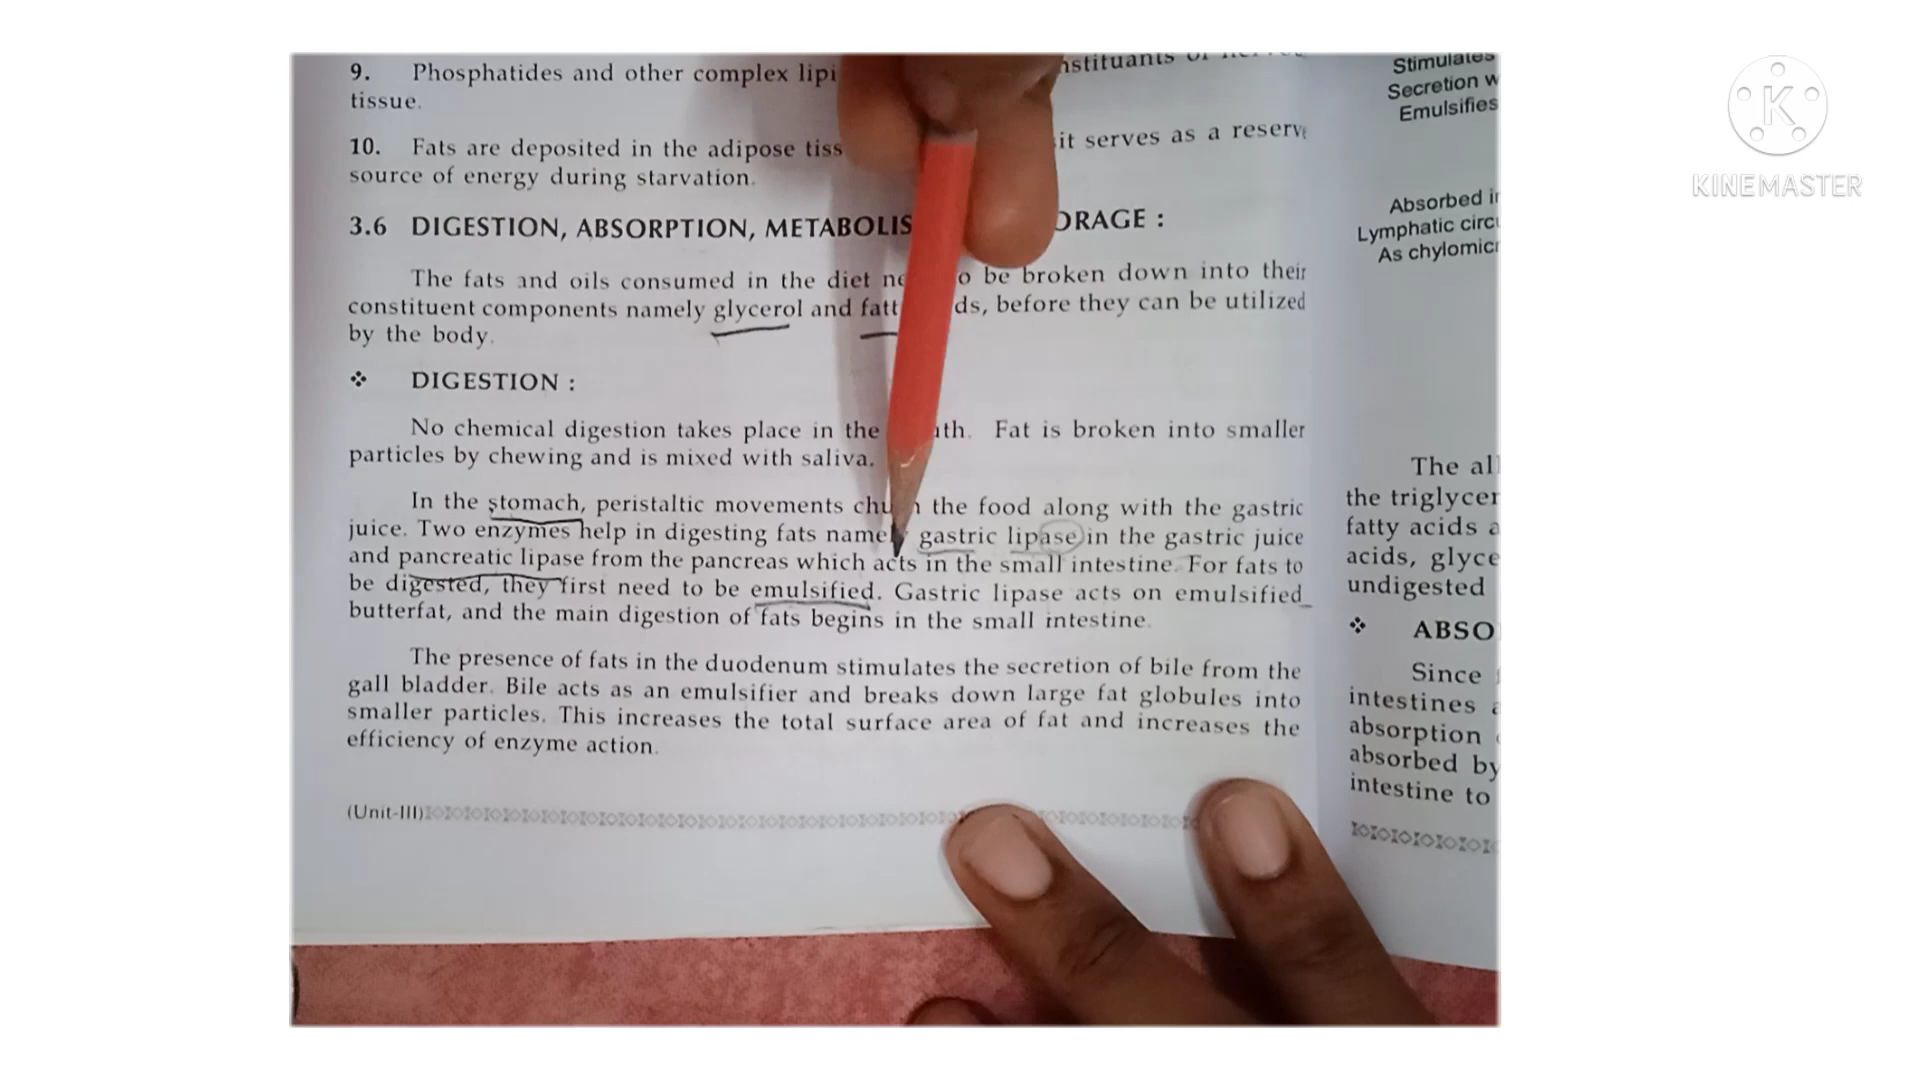 9. Phosphatides and other complex lipi nstituants of
tissue.
10. Fats are deposited in the adipose tiss it serves as a reserve
source of energy during starvation.
3.6 DIGESTION, ABSORPTION, METABOLIS ORAGE :
The fats and oils consumed in the diet ne o be broken down into their
constituent components namely glycerol and fatt ds, before they can be utilized
by the body.
❖ DIGESTION :
No chemical digestion takes place in the th. Fat is broken into smaller
particles by chewing and is mixed with saliva.
In the stomach, peristaltic movements chu n the food along with the gastric
juice. Two enzymes help in digesting fats namely gastric lipase in the gastric juice
and pancreatic lipase from the pancreas which acts in the small intestine. For fats to
be digested, they first need to be emulsified. Gastric lipase acts on emulsified
butterfat, and the main digestion of fats begins in the small intestine.
The presence of fats in the duodenum stimulates the secretion of bile from the
gall bladder. Bile acts as an emulsifier and breaks down large fat globules into
smaller particles. This increases the total surface area of fat and increases the
efficiency of enzyme action.
(Unit-III)
Stimulates
Secretion w
Emulsifies
Absorbed in
Lymphatic circu
As chylomicr
The al
the triglycer
fatty acids a
acids, glyce
undigested
❖ ABSO
Since
intestines a
absorption
absorbed by
intestine to
K
KINEMASTER